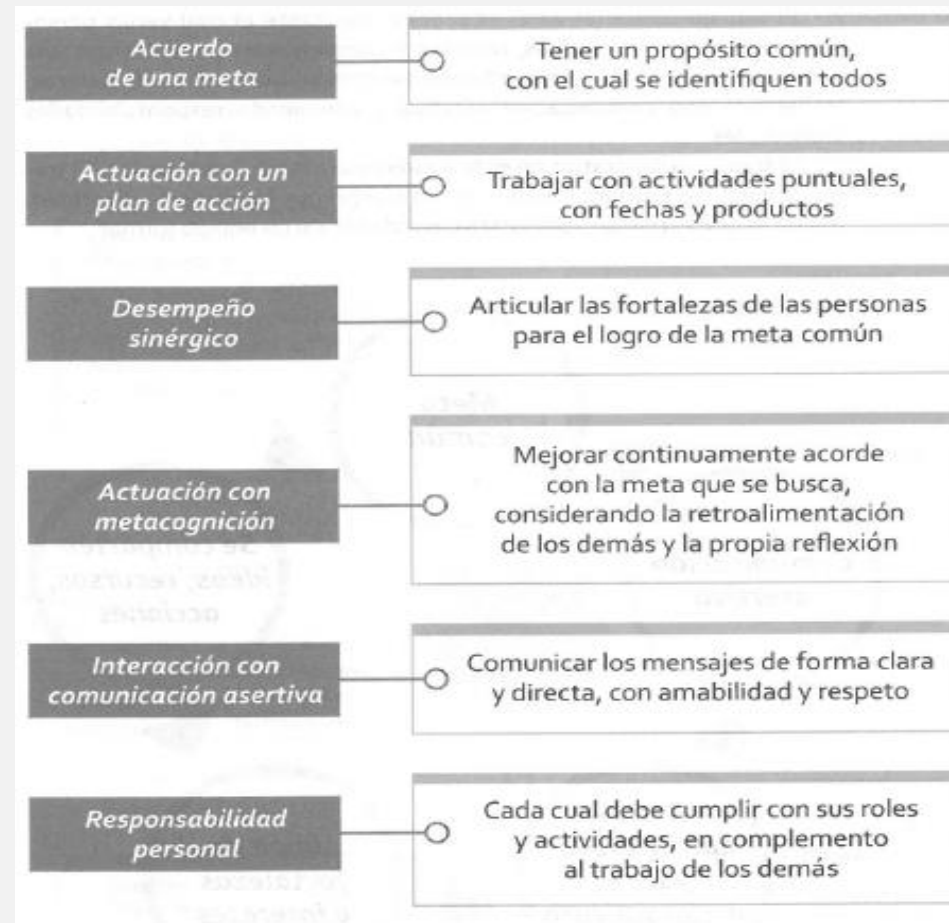 Acuerdo
de una meta
Tener un propósito común,
con el cual se identifiquen todos
Actuación con un
plan de acción
Trabajar con actividades puntuales,
con fechas y productos
Desempeño
sinérgico
Articular las fortalezas de las personas
para el logro de la meta común
Actuación con
metacognición
Mejorar continuamente acorde
con la meta que se busca,
considerando la retroalimentación
de los demás y la propia reflexión
Interacción con
comunicación asertiva
Comunicar los mensajes de forma clara
y directa, con amabilidad y respeto
Responsabilidad
personal
Cada cual debe cumplir con sus roles
y actividades, en complemento
al trabajo de los demás